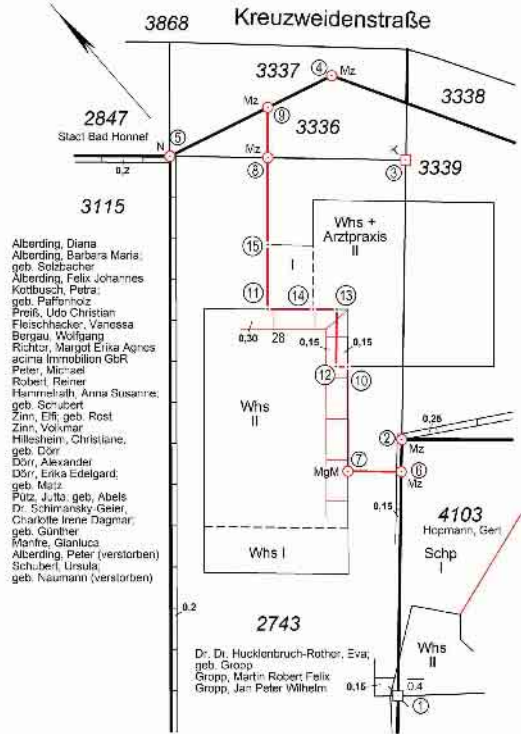 3868
Kreuzweidenstraße
3337
④ Mz
Mz
⑨
3338
2847
Stadt Bad Honnef
⑤
N
3336
Mz
⑧
K
③
3339
0,2
3115
Whs +
Arztpraxis
II
Alberding, Diana
Alberding, Barbara Maria;
geb. Selzbacher
Alberding, Felix Johannes
Kottbusch, Petra;
geb. Paffenholz
Preiß, Udo Christian
Fleischhacker, Vanessa
Bergau, Wolfgang
Richter, Margot Erika Agnes
acima Immobilion GbR
Peter, Michael
Robert, Reiner
Hammelrath, Anna Susanne;
geb. Schubert
Zinn, Elfi; geb. Rost
Zinn, Volkmar
Hillesheim, Christiane,
geb. Dörr
Dörr, Alexander
Dörr, Erika Edelgard;
geb. Matz
Pütz, Jutta; geb. Abels
Dr. Schimansky-Geier,
Charlotte Irene Dagmar;
geb. Günther
Manfre, Gianluca
Alberding, Peter (verstorben)
Schubert, Ursula;
geb. Naumann (verstorben)
⑮
I
⑪
⑭
⑬
0,30
28
0,15
0,15
⑫
⑩
Whs
II
0,25
②
Mz
⑦
MgM
⑥
Mz
0,15
4103
Hopmann, Gert
Schp
I
Whs I
0,2
2743
Whs
II
Dr. Dr. Hucklenbruch-Rother, Eva;
geb. Gropp
Gropp, Martin Robert Felix
Gropp, Jan Peter Wilhelm
0,15
0.4
①